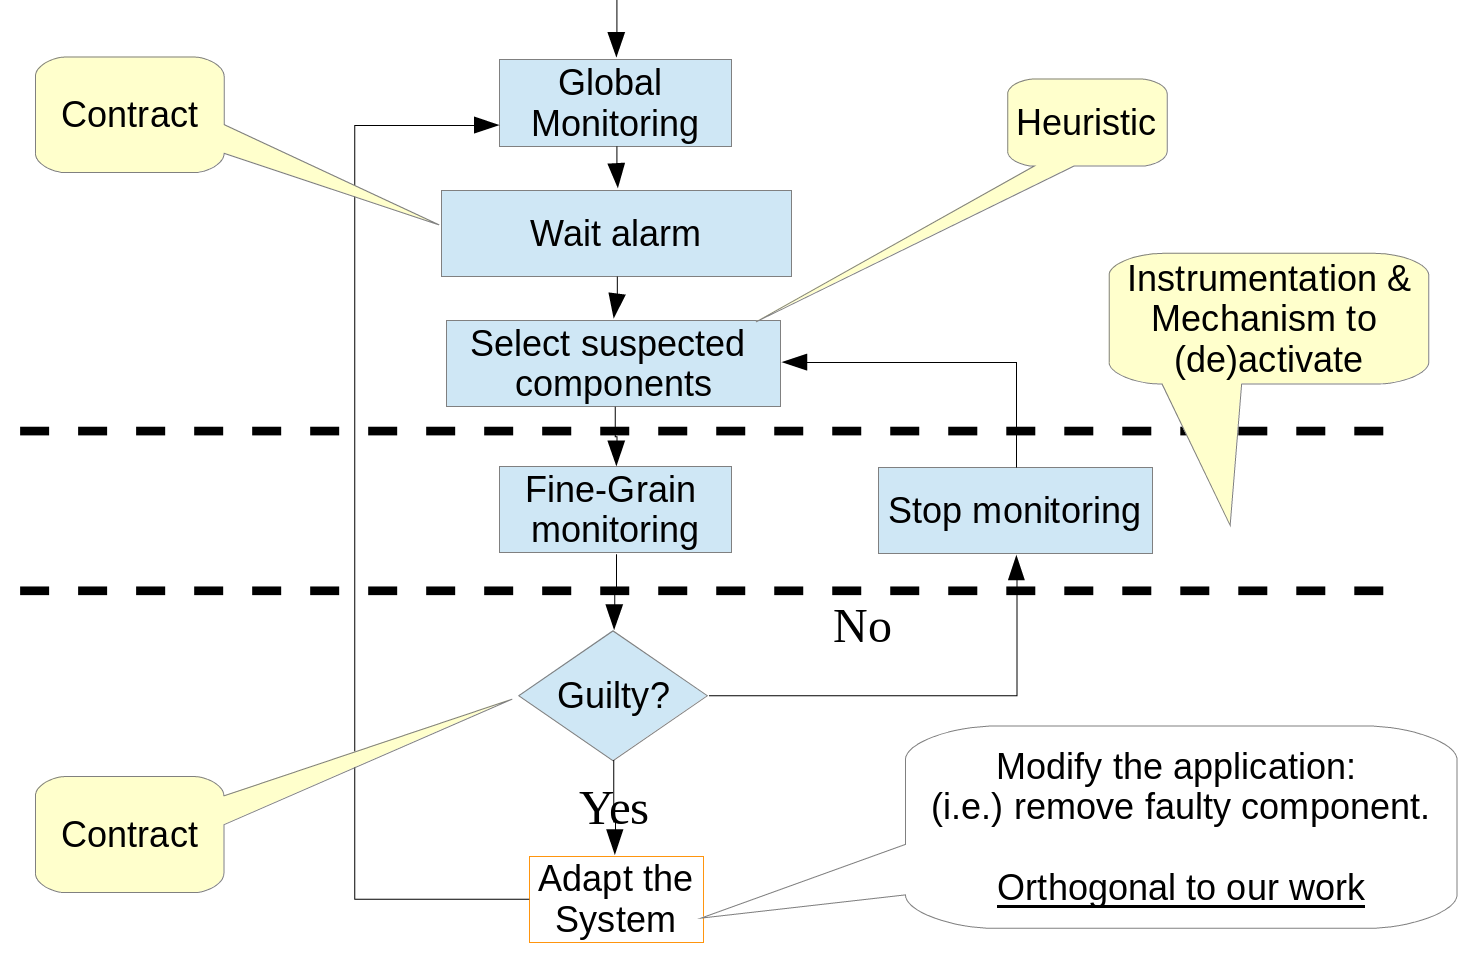 Contract
Global
Monitoring
Heuristic
Wait alarm
Instrumentation &
Mechanism to
(de)activate
Select suspected
components
Fine-Grain
monitoring
Stop monitoring
No
Guilty?
Yes
Contract
Modify the application:
(i.e.) remove faulty component.
Orthogonal to our work
Adapt the
System